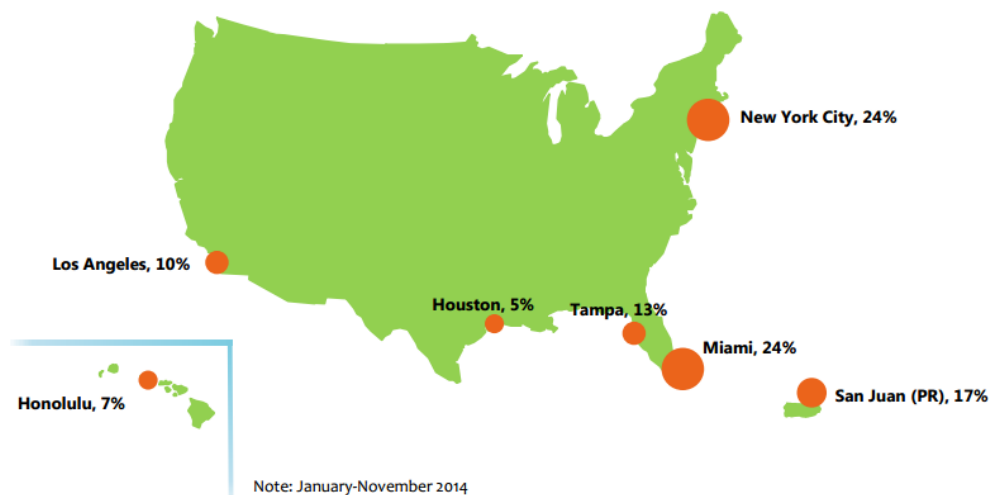 New York City, 24%
Los Angeles, 10%
Houston, 5%
Tampa, 13%
Miami, 24%
Honolulu, 7%
San Juan (PR), 17%
Note: January-November 2014